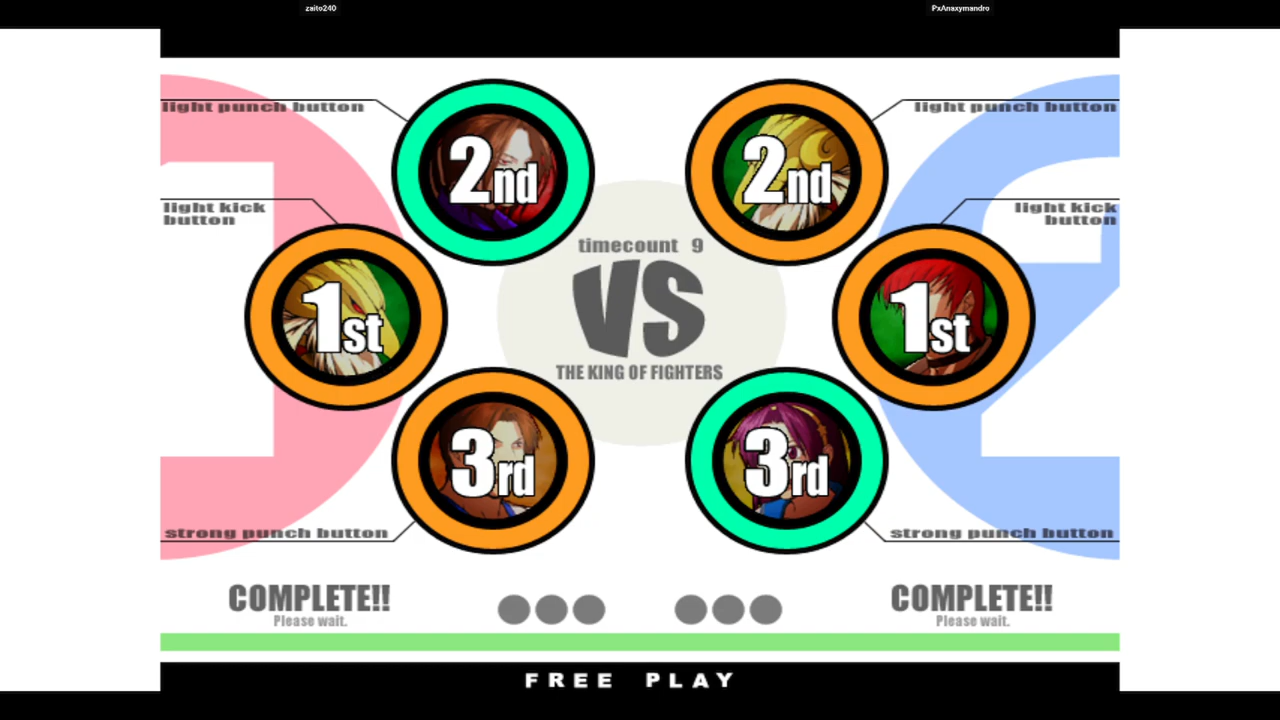 zaito240
PxAnaxymandro
light punch button
light punch button
2nd
2nd
light kick
button
light kick
button
timecount 9
VS
1st
1st
THE KING OF FIGHTERS
3rd
3rd
strong punch button
strong punch button
COMPLETE!!
Please wait.
COMPLETE!!
Please wait.
FREE PLAY